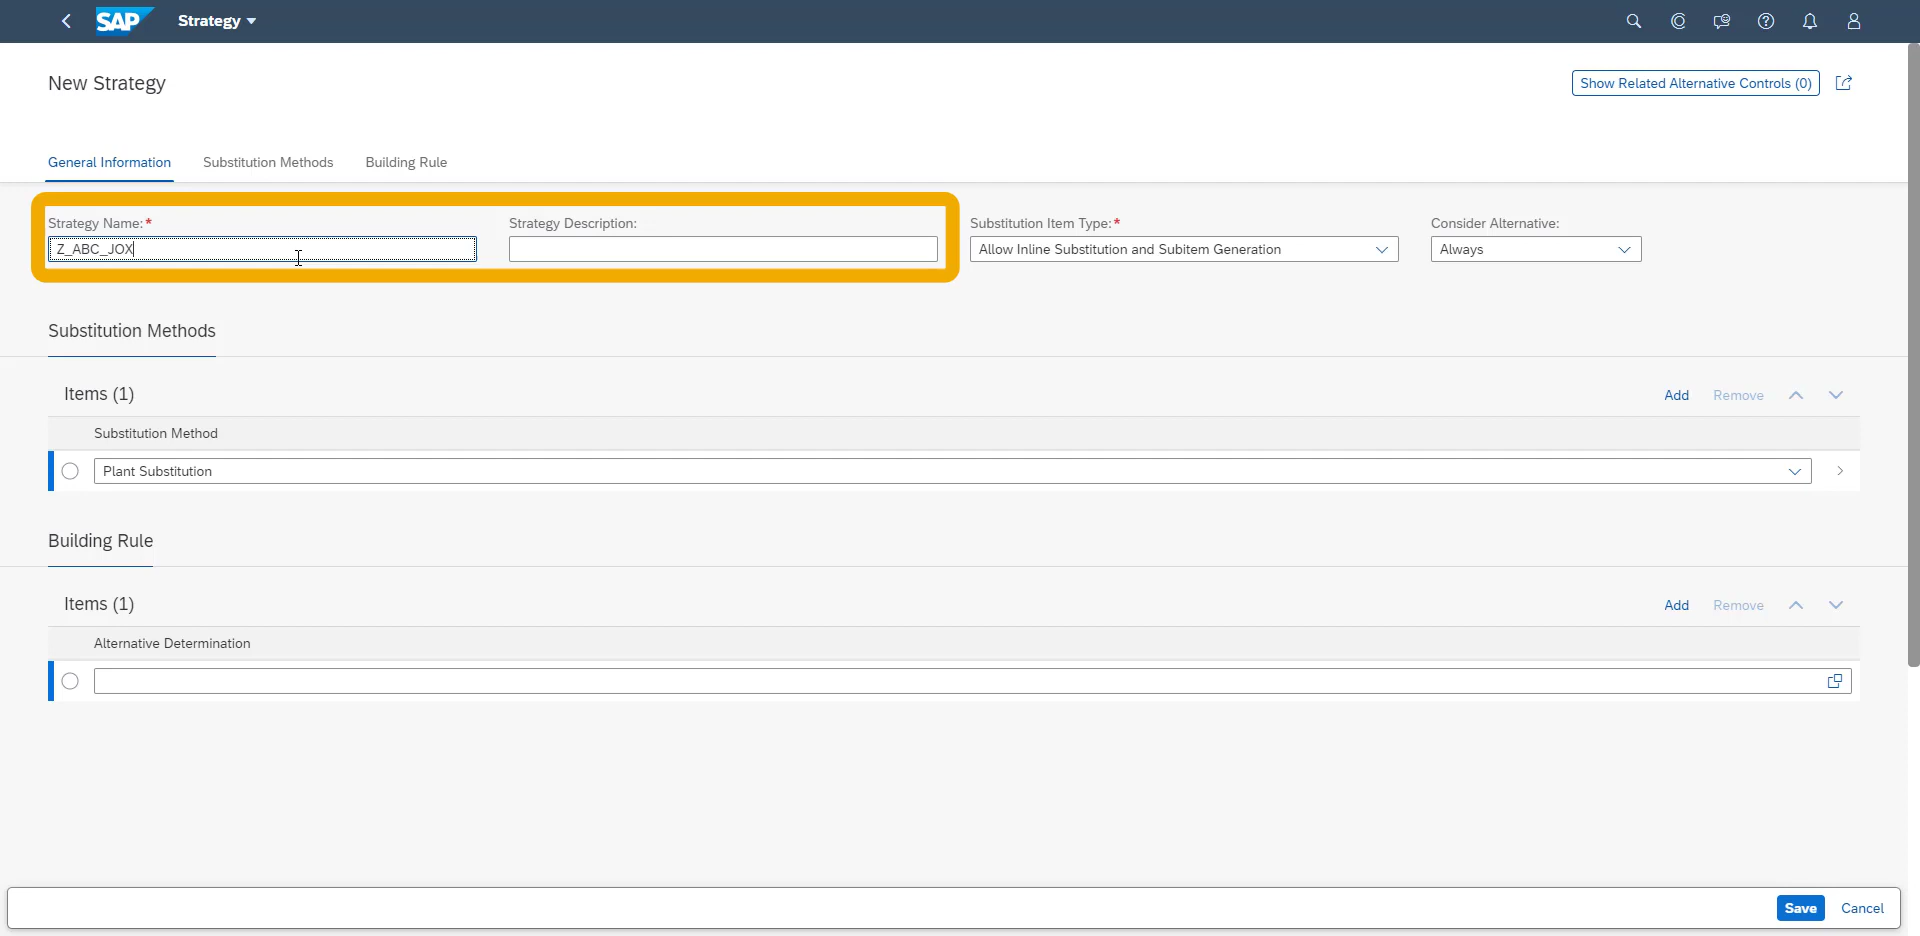 SAP Strategy
New Strategy
Show Related Alternative Controls (0)
General Information Substitution Methods Building Rule
Strategy Name:* Strategy Description: Substitution Item Type:* Consider Alternative:
Z_ABC_JOX Allow Inline Substitution and Subitem Generation Always
Substitution Methods
Items (1) Add Remove
Substitution Method
Plant Substitution
Building Rule
Items (1) Add Remove
Alternative Determination
Save Cancel